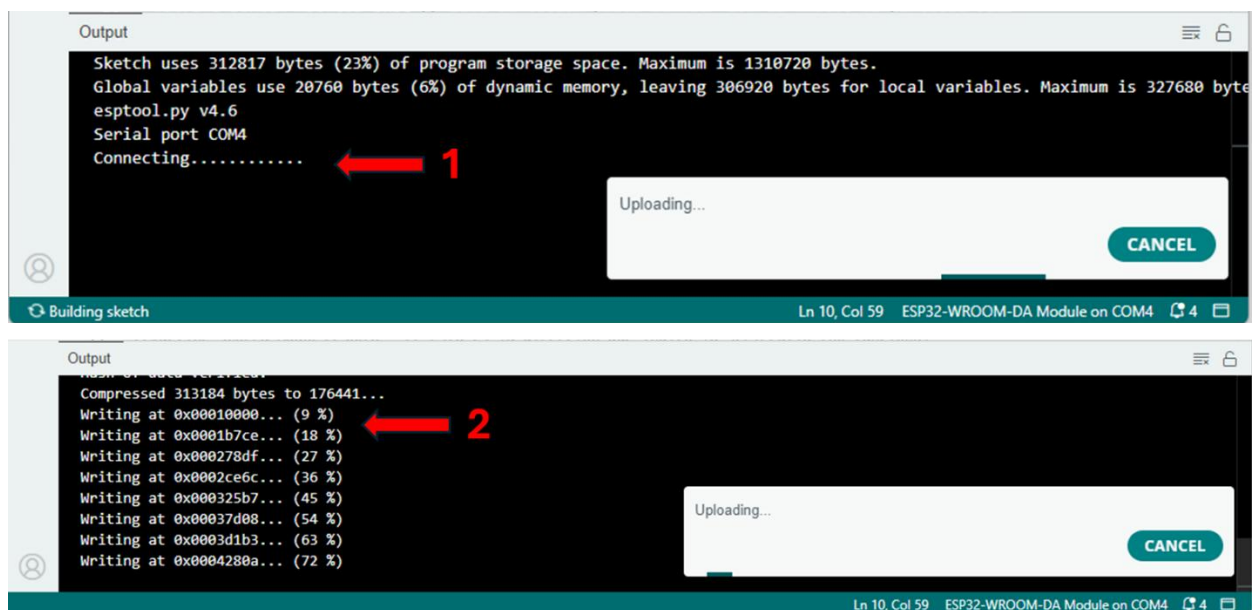 Output
Sketch uses 312817 bytes (23%) of program storage space. Maximum is 1310720 bytes.
Global variables use 20760 bytes (6%) of dynamic memory, leaving 306920 bytes for local variables. Maximum is 327680 byte
esptool.py v4.6
Serial port COM4
Connecting............
1
Uploading...
CANCEL
Building sketch
Ln 10, Col 59 ESP32-WROOM-DA Module on COM4 4
Output
Hash of data verified.
Compressed 313184 bytes to 176441...
Writing at 0x00010000... (9 %)
2
Writing at 0x0001b7ce... (18 %)
Writing at 0x000278df... (27 %)
Writing at 0x0002ce6c... (36 %)
Writing at 0x000325b7... (45 %)
Writing at 0x00037d08... (54 %)
Writing at 0x0003d1b3... (63 %)
Writing at 0x0004280a... (72 %)
Uploading...
CANCEL
Ln 10, Col 59 ESP32-WROOM-DA Module on COM4 4